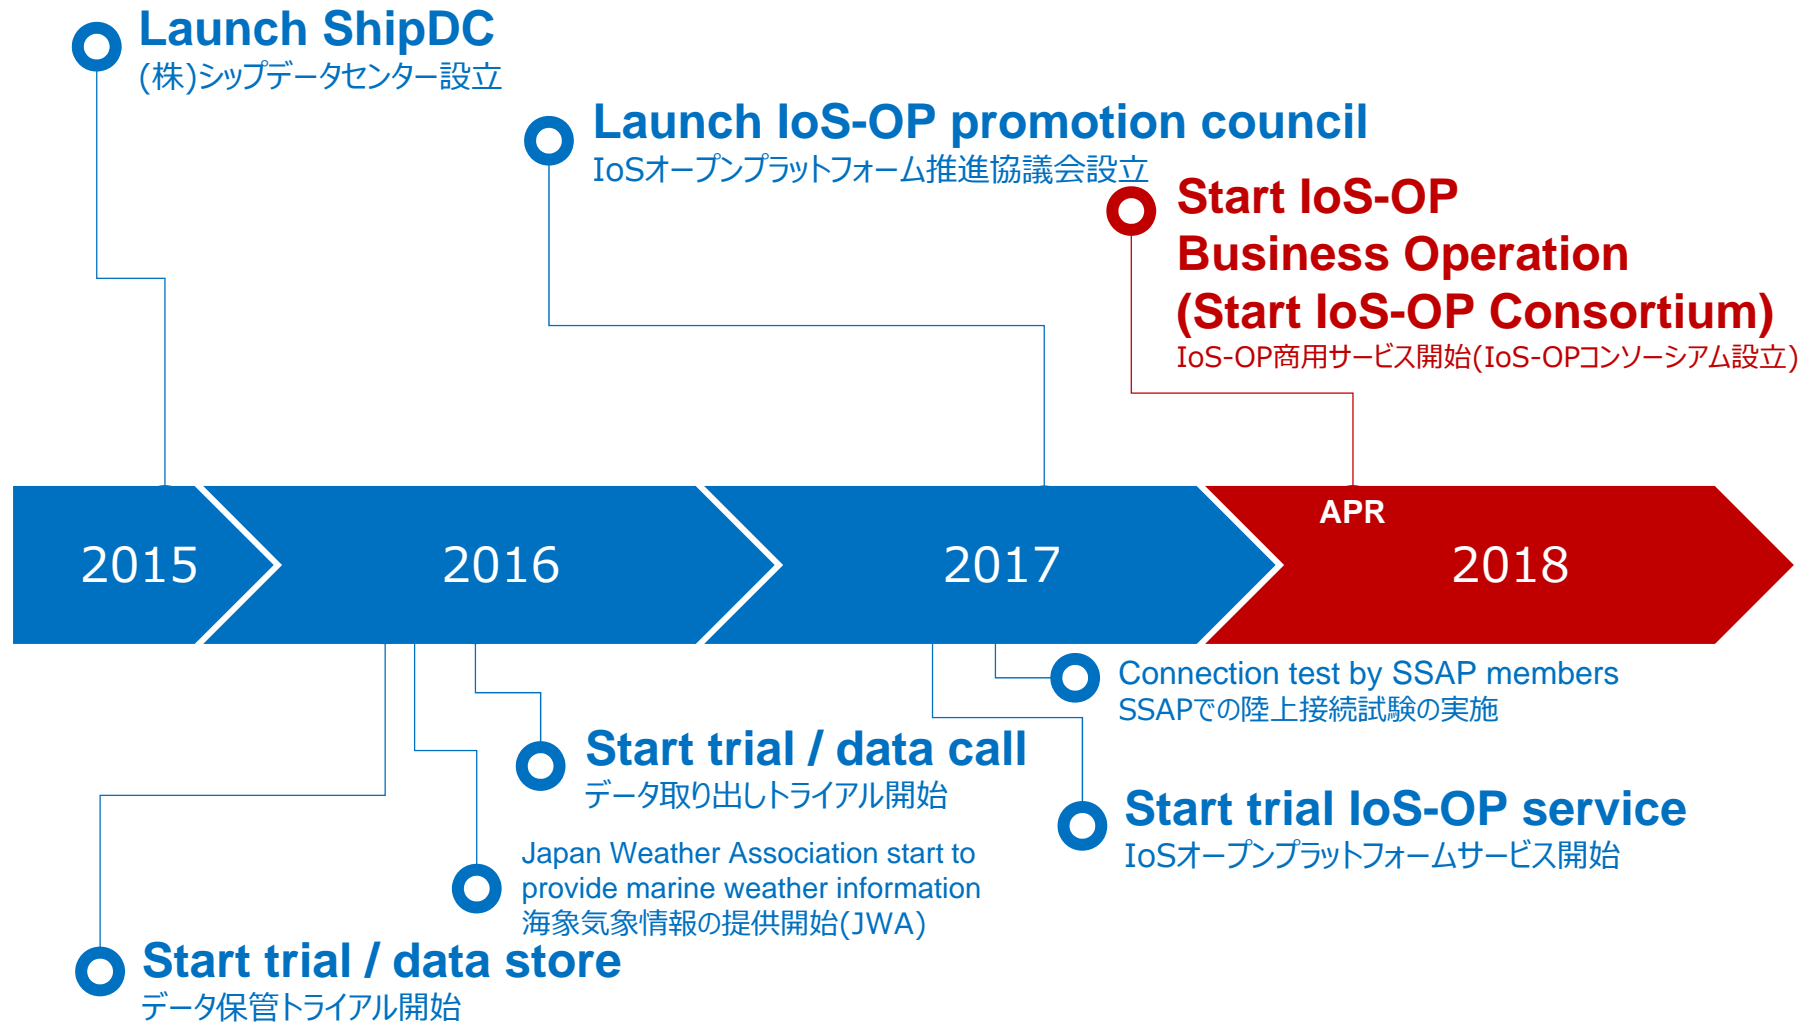 Launch ShipDC
(株)シップデータセンター設立
Launch IoS-OP promotion council
IoSオープンプラットフォーム推進協議会設立
Start IoS-OP
Business Operation
(Start IoS-OP Consortium)
IoS-OP商用サービス開始(IoS-OPコンソーシアム設立)
APR
2015
2016
2017
2018
Connection test by SSAP members
SSAPでの陸上接続試験の実施
Start trial / data call
データ取り出しトライアル開始
Start trial IoS-OP service
IoSオープンプラットフォームサービス開始
Japan Weather Association start to
provide marine weather information
海象気象情報の提供開始(JWA)
Start trial / data store
データ保管トライアル開始